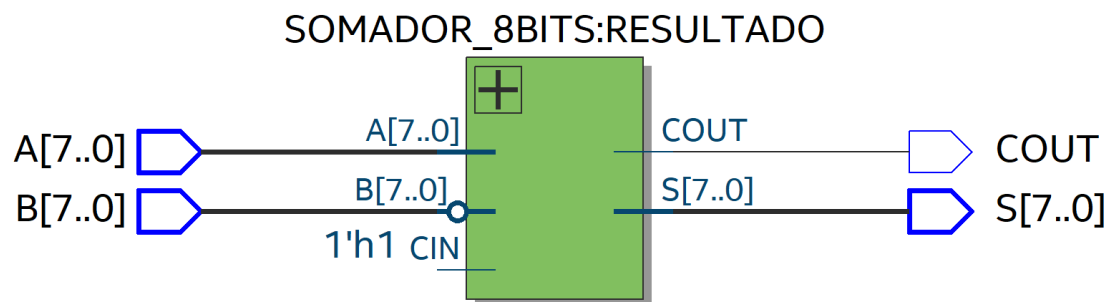 SOMADOR_8BITS:RESULTADO
A[7..0] A[7..0] COUT COUT
B[7..0] B[7..0] S[7..0] S[7..0]
1'h1 CIN